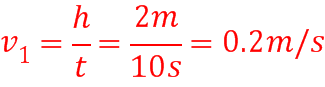 v₁ = h/t = 2m/10s = 0.2m/s